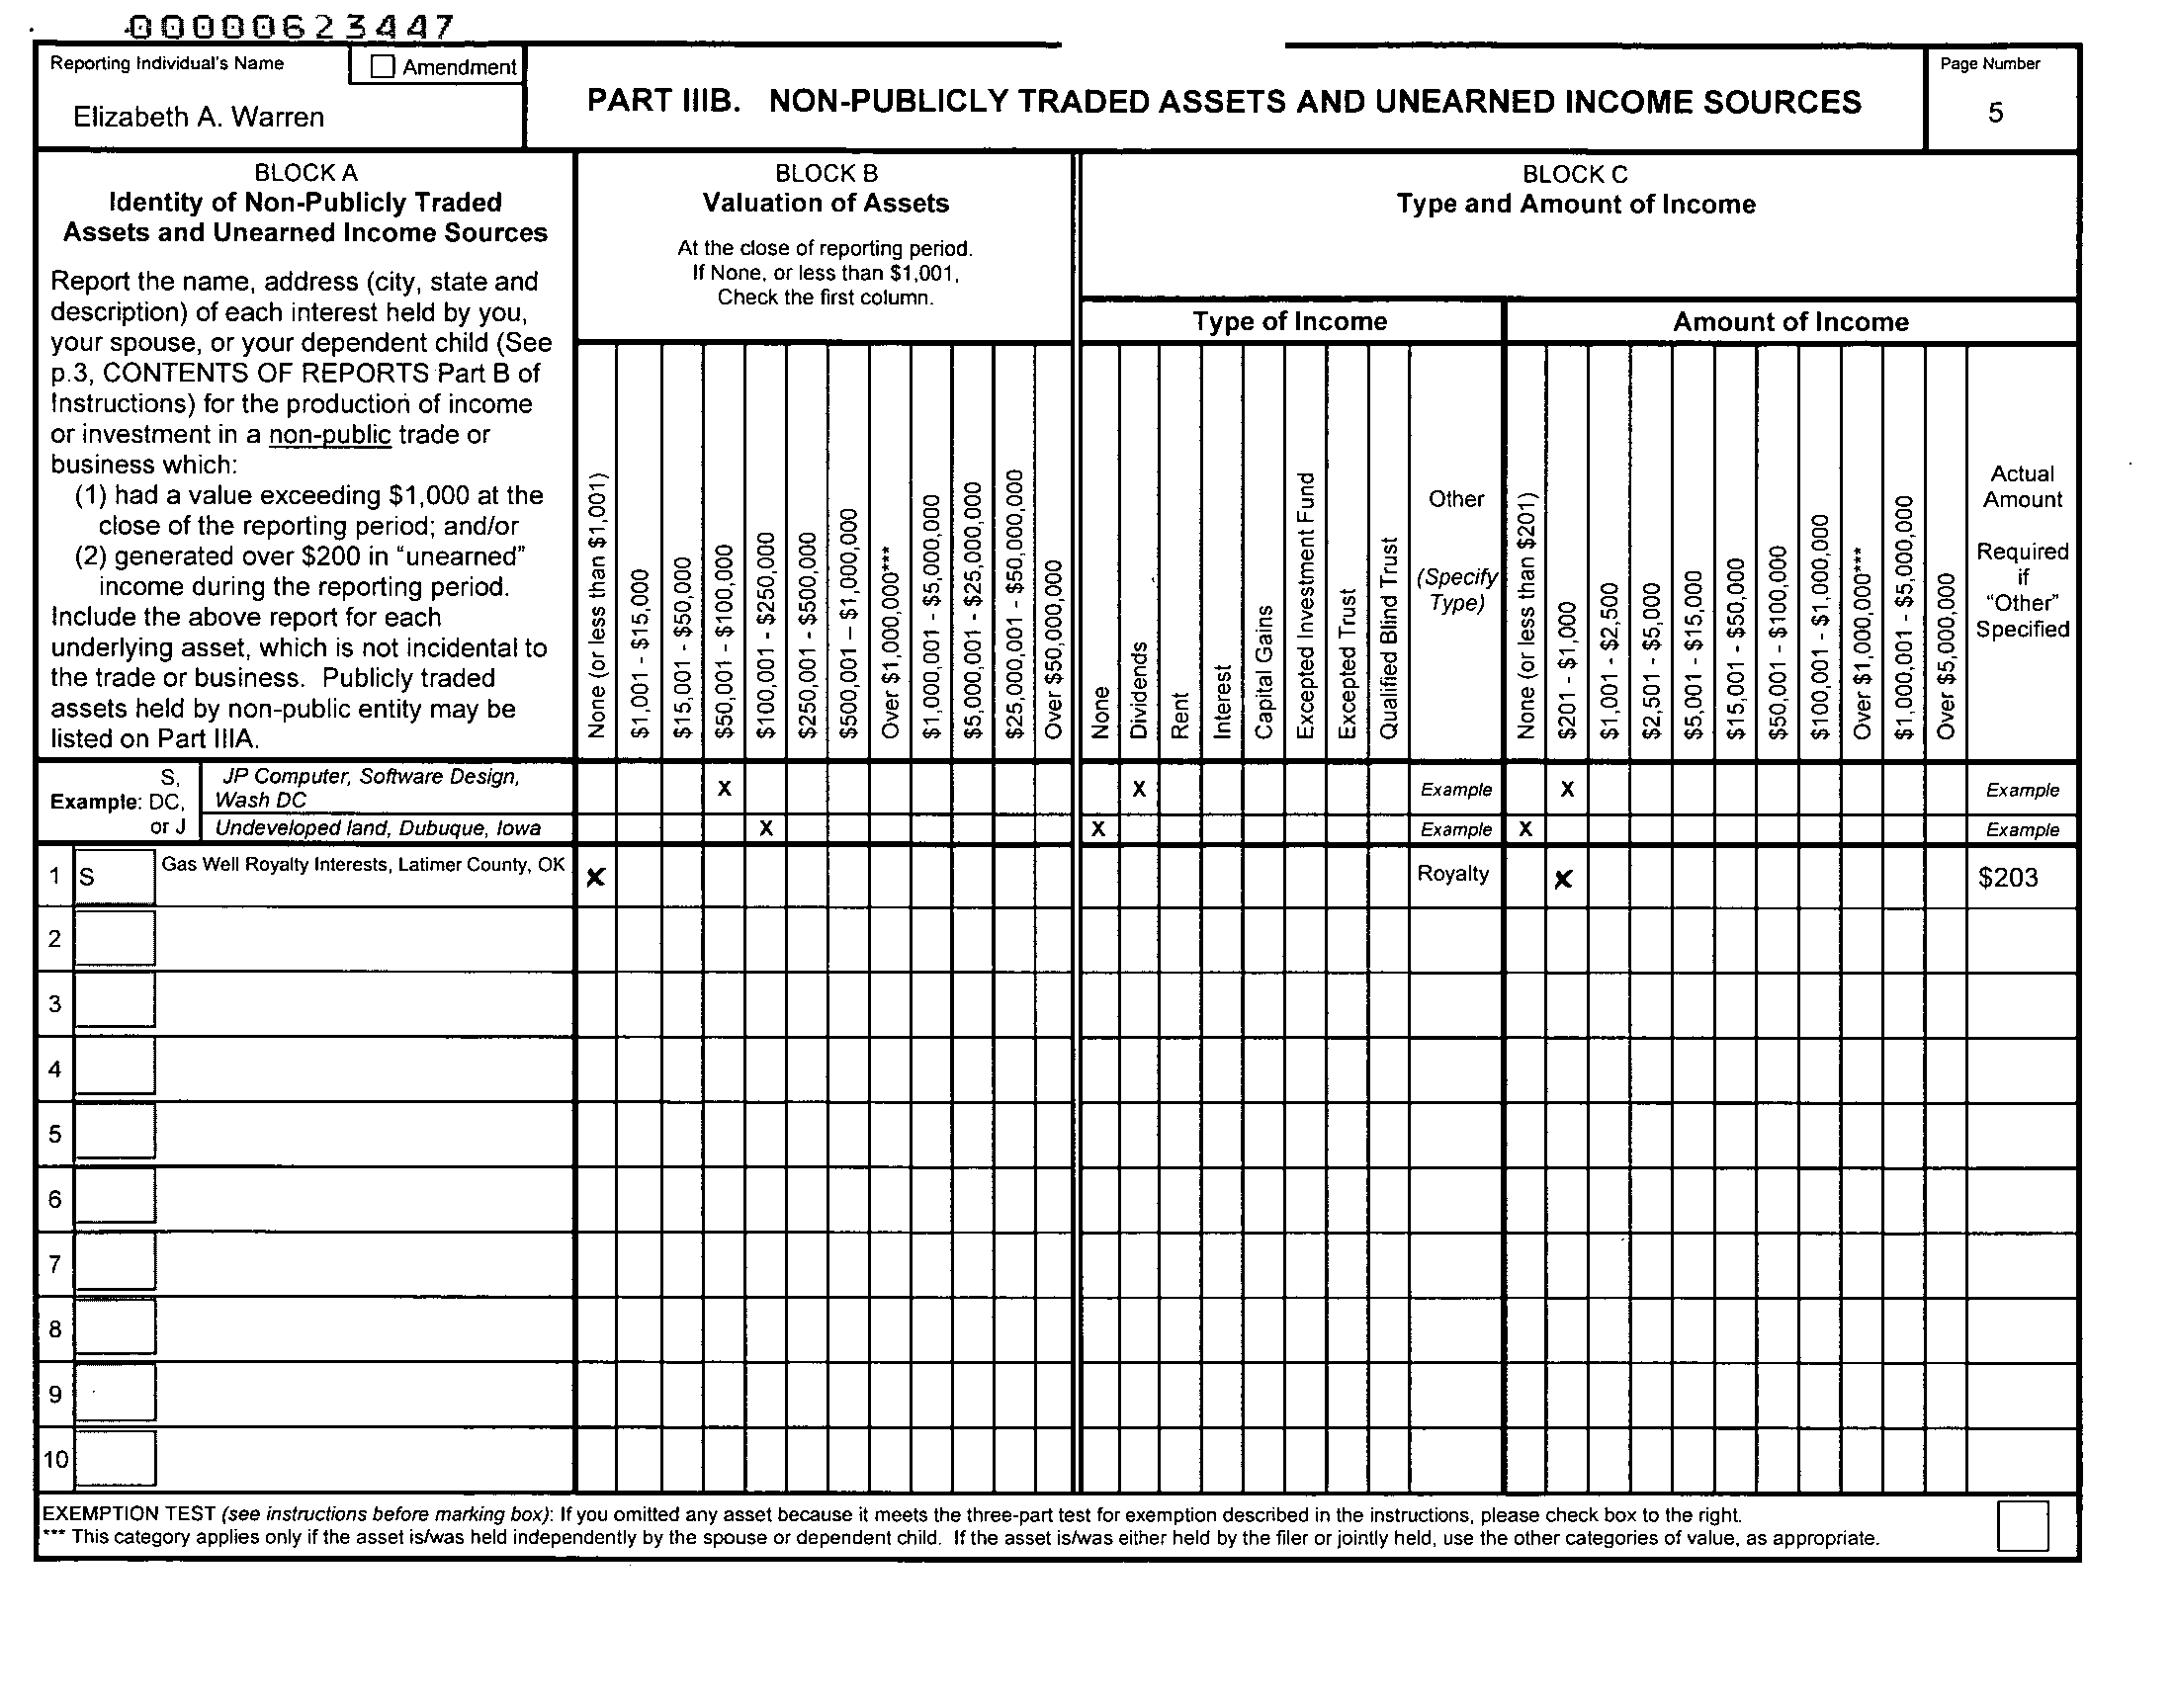 00000623447
Reporting Individual's Name
Amendment
Elizabeth A. Warren
PART IIIB. NON-PUBLICLY TRADED ASSETS AND UNEARNED INCOME SOURCES
Page Number
5
BLOCK A
Identity of Non-Publicly Traded
Assets and Unearned Income Sources
Report the name, address (city, state and
description) of each interest held by you,
your spouse, or your dependent child (See
p.3, CONTENTS OF REPORTS Part B of
Instructions) for the production of income
or investment in a non-public trade or
business which:
(1) had a value exceeding $1,000 at the
close of the reporting period; and/or
(2) generated over $200 in "unearned"
income during the reporting period.
Include the above report for each
underlying asset, which is not incidental to
the trade or business. Publicly traded
assets held by non-public entity may be
listed on Part IIIA.
BLOCK B
Valuation of Assets
At the close of reporting period.
If None, or less than $1,001,
Check the first column.
None (or less than $1,001)
$1,001 - $15,000
$15,001 - $50,000
$50,001 - $100,000
$100,001 - $250,000
$250,001 - $500,000
$500,001 – $1,000,000
Over $1,000,000***
$1,000,001 - $5,000,000
$5,000,001 - $25,000,000
$25,000,001 - $50,000,000
Over $50,000,000
BLOCK C
Type and Amount of Income
Type of Income
None
Dividends
Rent
Interest
Capital Gains
Excepted Investment Fund
Excepted Trust
Qualified Blind Trust
Other
(Specify
Type)
Amount of Income
None (or less than $201)
$201 - $1,000
$1,001 - $2,500
$2,501 - $5,000
$5,001 - $15,000
$15,001 - $50,000
$50,001 - $100,000
$100,001 - $1,000,000
Over $1,000,000***
$1,000,001 - $5,000,000
Over $5,000,000
Actual
Amount
Required
if
"Other"
Specified
Example:
S,
DC,
or J
JP Computer, Software Design,
Wash DC
X X Example X Example
Undeveloped land, Dubuque, Iowa X X Example X Example
1 S Gas Well Royalty Interests, Latimer County, OK X Royalty X $203
2
3
4
5
6
7
8
9
10
EXEMPTION TEST (see instructions before marking box): If you omitted any asset because it meets the three-part test for exemption described in the instructions, please check box to the right.
*** This category applies only if the asset is/was held independently by the spouse or dependent child. If the asset is/was either held by the filer or jointly held, use the other categories of value, as appropriate.